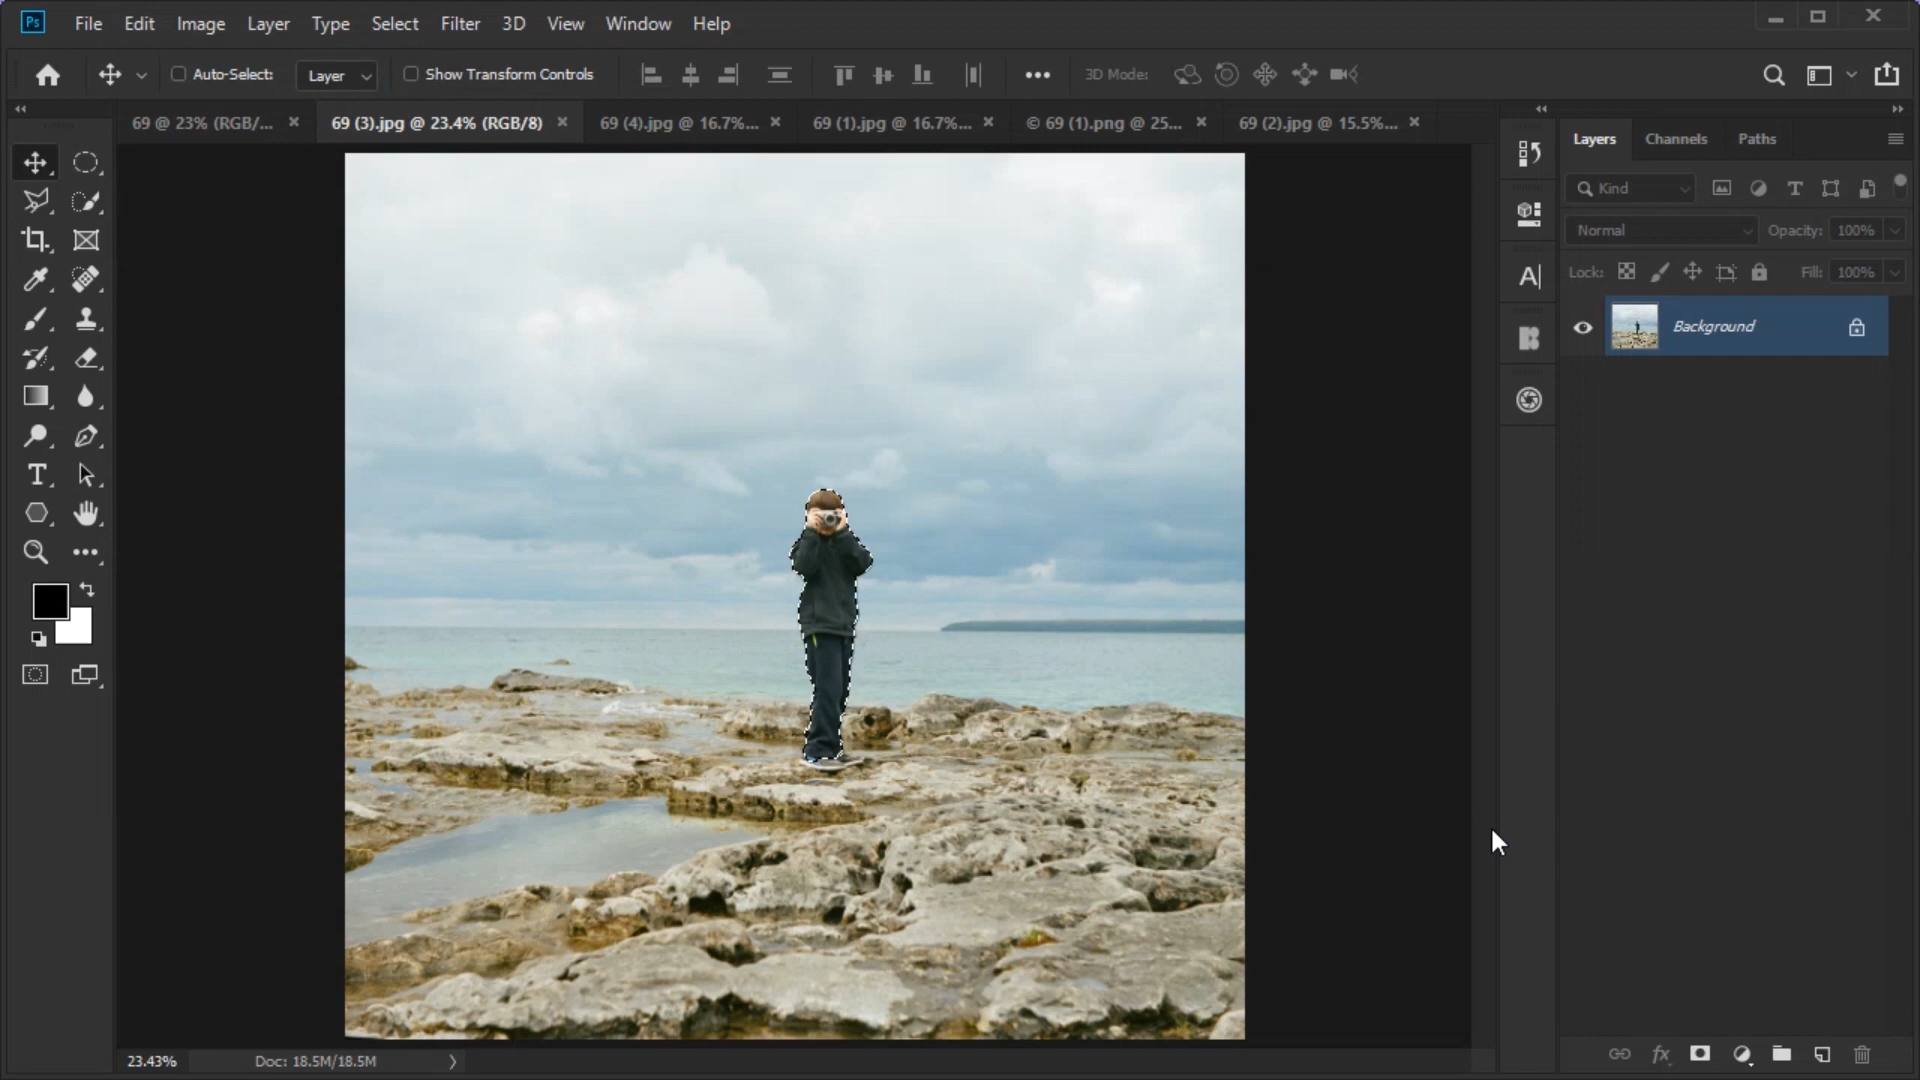 Ps File Edit Image Layer Type Select Filter 3D View Window Help
Auto-Select: Layer Show Transform Controls 3D Mode:
69 @ 23% (RGB/... × 69 (3).jpg @ 23.4% (RGB/8) × 69 (4).jpg @ 16.7%... × 69 (1).jpg @ 16.7%... × © 69 (1).png @ 25... × 69 (2).jpg @ 15.5%... ×
Layers Channels Paths
Kind
Normal Opacity: 100%
Lock: Fill: 100%
Background
23.43% Doc: 18.5M/18.5M